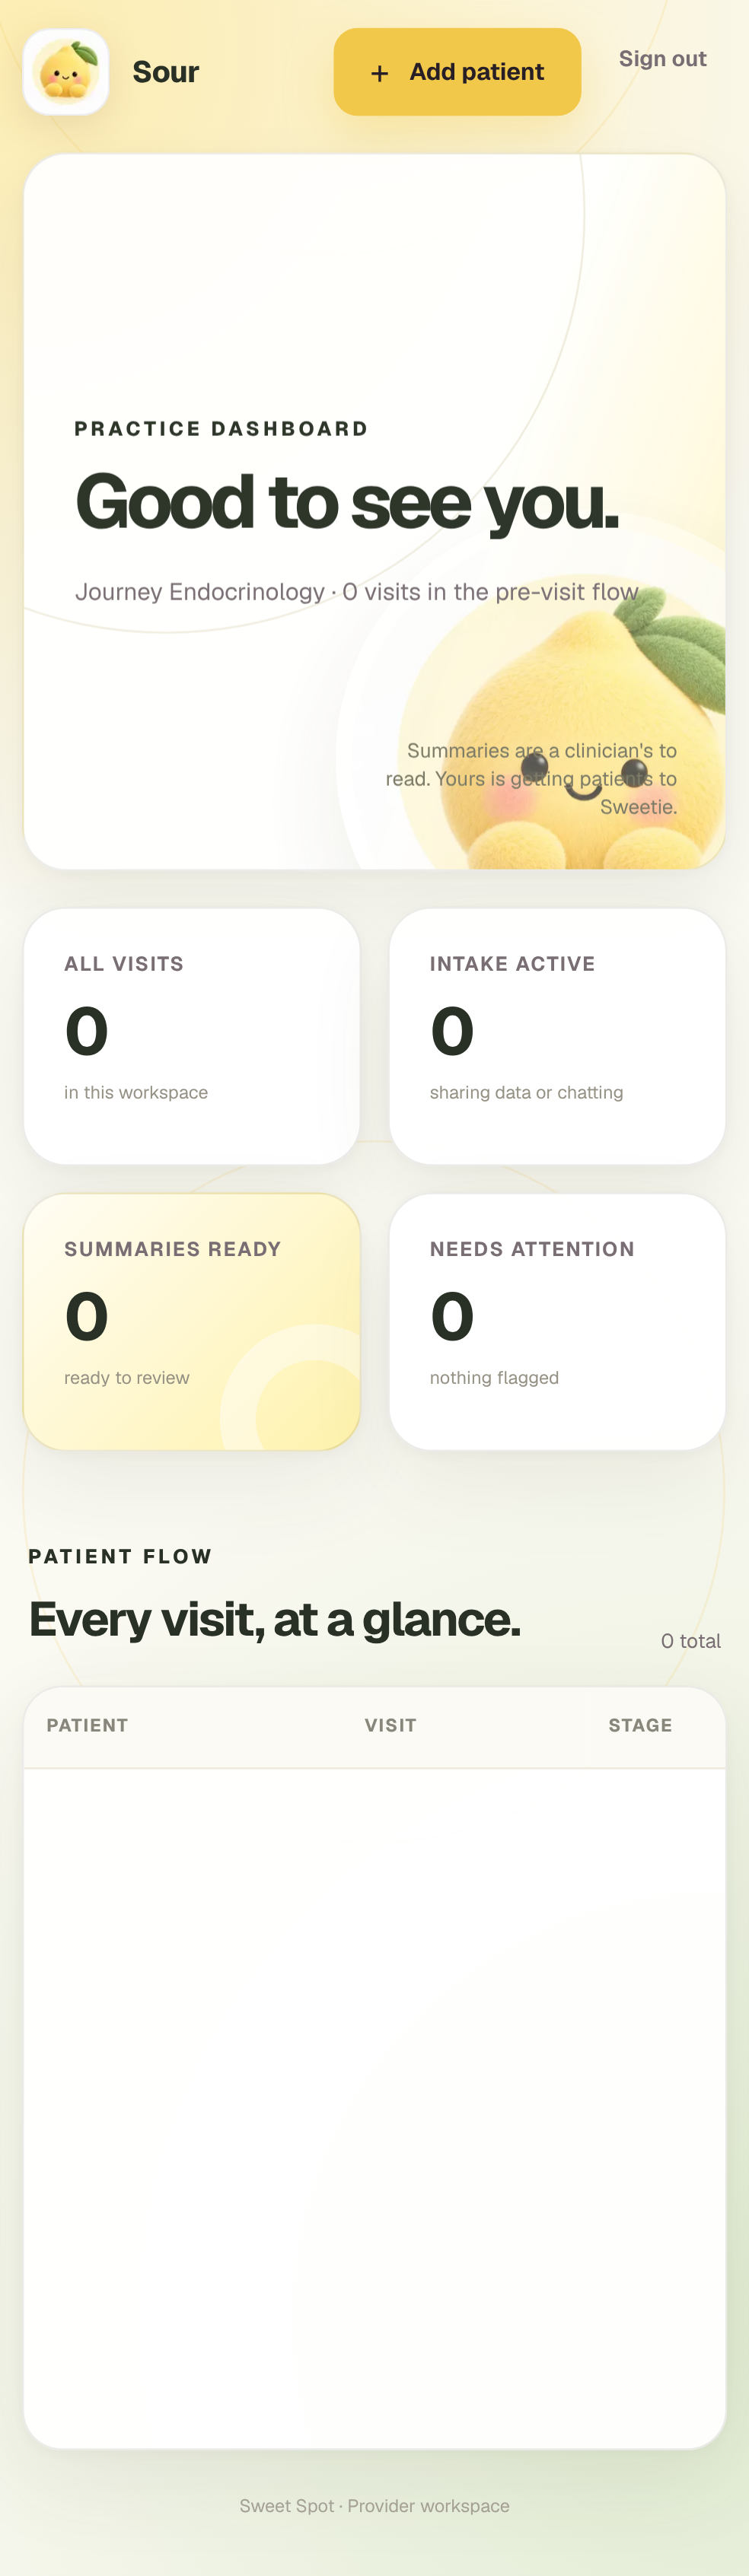 Sour
+ Add patient
Sign out
PRACTICE DASHBOARD
Good to see you.
Journey Endocrinology · 0 visits in the pre-visit flow
Summaries are a clinician's to
read. Yours is getting patients to
Sweetie.
ALL VISITS
0
in this workspace
INTAKE ACTIVE
0
sharing data or chatting
SUMMARIES READY
0
ready to review
NEEDS ATTENTION
0
nothing flagged
PATIENT FLOW
Every visit, at a glance.
0 total
PATIENT VISIT STAGE
Sweet Spot · Provider workspace